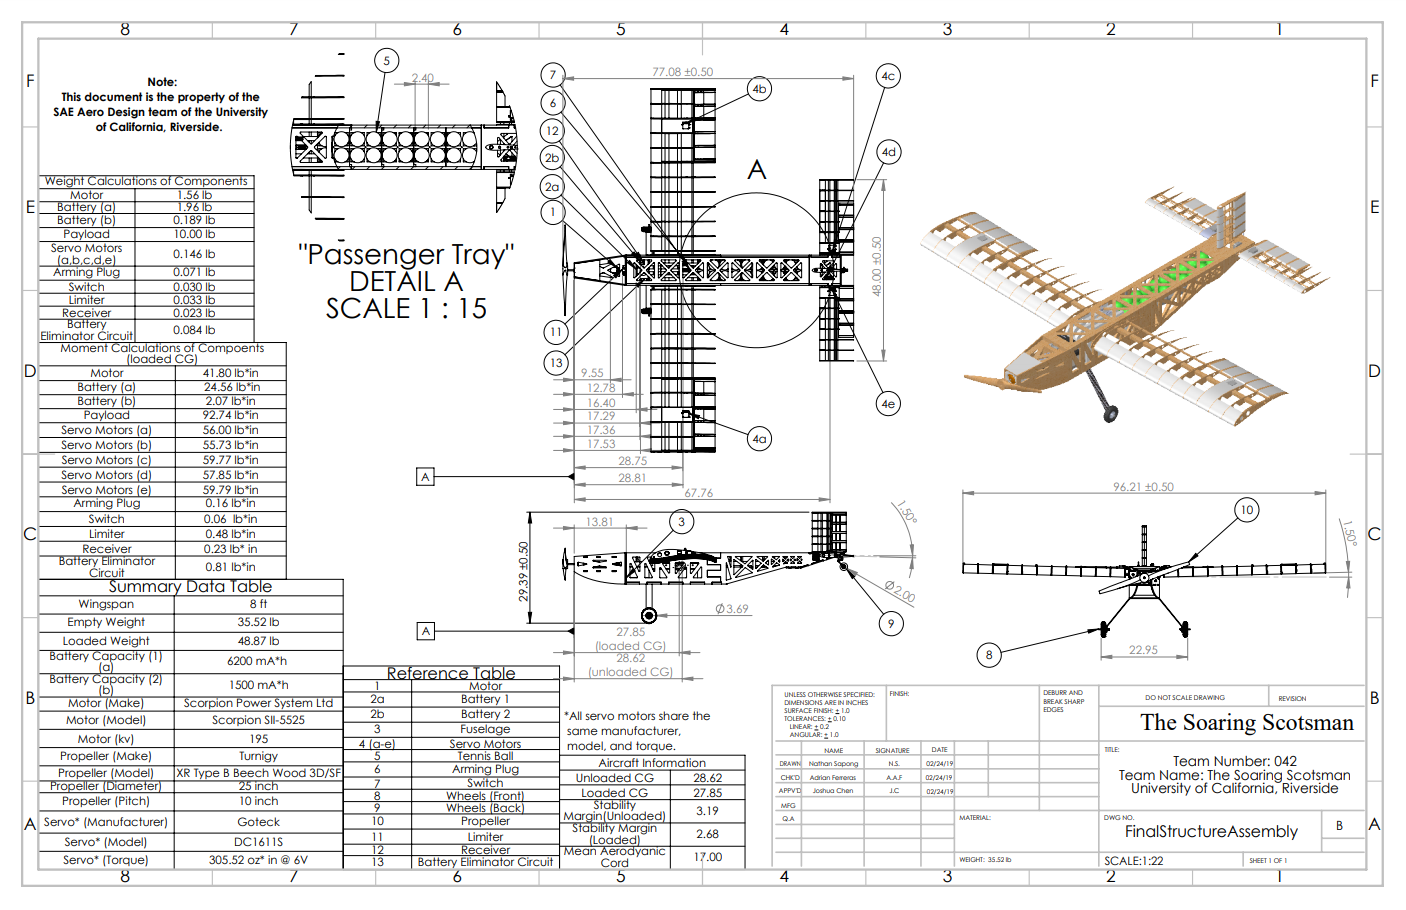 8 7 6 5 4 3 2 1
F
E
D
C
B
A
Note:
This document is the property of the
SAE Aero Design team of the University
of California, Riverside.
5
2.40
"Passenger Tray"
DETAIL A
SCALE 1 : 15
Weight Calculations of Components
Motor 1.56 lb
Battery (a) 1.96 lb
Battery (b) 0.189 lb
Payload 10.00 lb
Servo Motors
(a,b,c,d,e) 0.146 lb
Arming Plug 0.071 lb
Switch 0.030 lb
Limiter 0.033 lb
Receiver 0.023 lb
Battery
Eliminator Circuit 0.084 lb
Moment Calculations of Compoents
(loaded CG)
Motor 41.80 lb*in
Battery (a) 24.56 lb*in
Battery (b) 2.07 lb*in
Payload 92.74 lb*in
Servo Motors (a) 56.00 lb*in
Servo Motors (b) 55.73 lb*in
Servo Motors (c) 59.77 lb*in
Servo Motors (d) 57.85 lb*in
Servo Motors (e) 59.79 lb*in
Arming Plug 0.16 lb*in
Switch 0.06 lb*in
Limiter 0.48 lb*in
Receiver 0.23 lb* in
Battery Eliminator
Circuit 0.81 lb*in
Summary Data Table
Wingspan 8 ft
Empty Weight 35.52 lb
Loaded Weight 48.87 lb
Battery Capacity (1)
(a) 6200 mA*h
Battery Capacity (2)
(b) 1500 mA*h
Motor (Make) Scorpion Power System Ltd
Motor (Model) Scorpion SII-5525
Motor (kv) 195
Propeller (Make) Turnigy
Propeller (Model) XR Type B Beech Wood 3D/SF
Propeller (Diameter) 25 inch
Propeller (Pitch) 10 inch
Servo* (Manufacturer) Goteck
Servo* (Model) DC1611S
Servo* (Torque) 305.52 oz* in @ 6V
7
6
12
2b
2a
1
11
13
77.08 ±0.50
4b
4c
4d
A
48.00 ±0.50
4e
4a
9.55
12.78
16.40
17.29
17.36
17.53
28.75
28.81
67.76
A
13.81
3
29.39 ±0.50
1.50°
Ø2.00
9
Ø3.69
A
27.85
(loaded CG)
28.62
(unloaded CG)
96.21 ±0.50
10
1.50°
8
22.95
Reference Table
1 Motor
2a Battery 1
2b Battery 2
3 Fuselage
4 (a-e) Servo Motors
5 Tennis Ball
6 Arming Plug
7 Switch
8 Wheels (Front)
9 Wheels (Back)
10 Propeller
11 Limiter
12 Receiver
13 Battery Eliminator Circuit
*All servo motors share the
same manufacturer,
model, and torque.
Aircraft Information
Unloaded CG 28.62
Loaded CG 27.85
Stability
Margin(Unloaded) 3.19
Stability Margin
(Loaded) 2.68
Mean Aerodyanic
Cord 17.00
UNLESS OTHERWISE SPECIFIED:
DIMENSIONS ARE IN INCHES
SURFACE FINISH: ± 1.0
TOLERANCES: ± 0.10
LINEAR: ± 0.2
ANGULAR: ± 1.0
FINISH:
DEBURR AND
BREAK SHARP
EDGES
DO NOT SCALE DRAWING
REVISION
The Soaring Scotsman
NAME SIGNATURE DATE
DRAWN Nathan Sapong N.S. 02/24/19
CHK'D Adrian Ferreras A.A.F 02/24/19
APPV'D Joshua Chen J.C 02/24/19
MFG
Q.A
TITLE:
Team Number: 042
Team Name: The Soaring Scotsman
University of California, Riverside
MATERIAL:
DWG NO.
FinalStructureAssembly
B
WEIGHT: 35.52 lb
SCALE:1:22
SHEET 1 OF 1
F
E
D
C
B
A
8 7 6 5 4 3 2 1